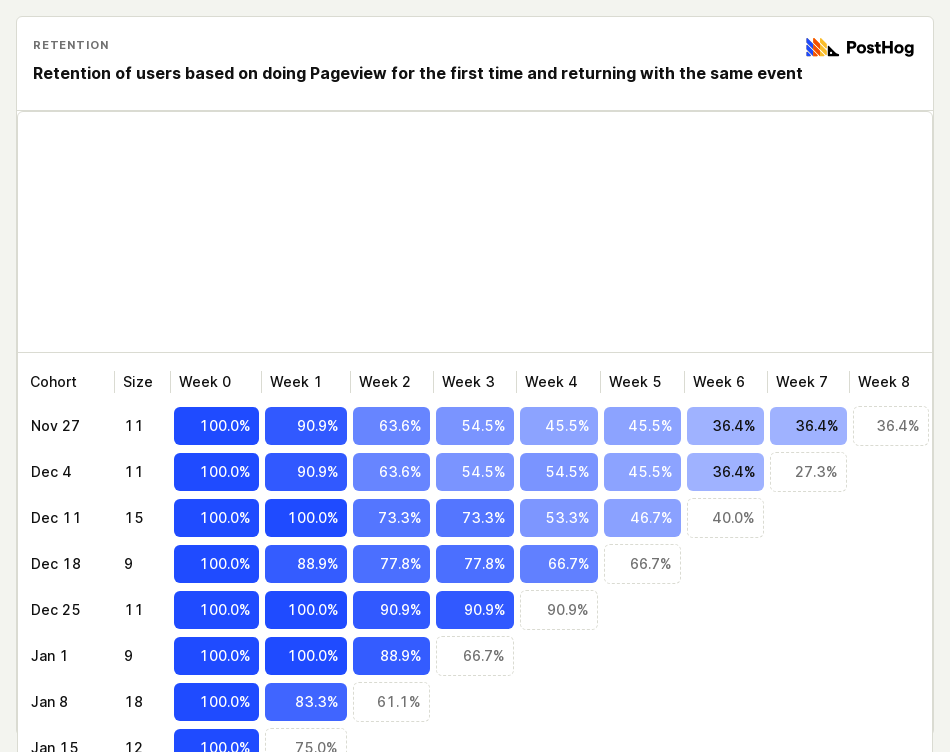 RETENTION
PostHog
Retention of users based on doing Pageview for the first time and returning with the same event
Cohort Size Week 0 Week 1 Week 2 Week 3 Week 4 Week 5 Week 6 Week 7 Week 8
Nov 27 11 100.0% 90.9% 63.6% 54.5% 45.5% 45.5% 36.4% 36.4% 36.4%
Dec 4 11 100.0% 90.9% 63.6% 54.5% 54.5% 45.5% 36.4% 27.3%
Dec 11 15 100.0% 100.0% 73.3% 73.3% 53.3% 46.7% 40.0%
Dec 18 9 100.0% 88.9% 77.8% 77.8% 66.7% 66.7%
Dec 25 11 100.0% 100.0% 90.9% 90.9% 90.9%
Jan 1 9 100.0% 100.0% 88.9% 66.7%
Jan 8 18 100.0% 83.3% 61.1%
Jan 15 12 100.0% 75.0%